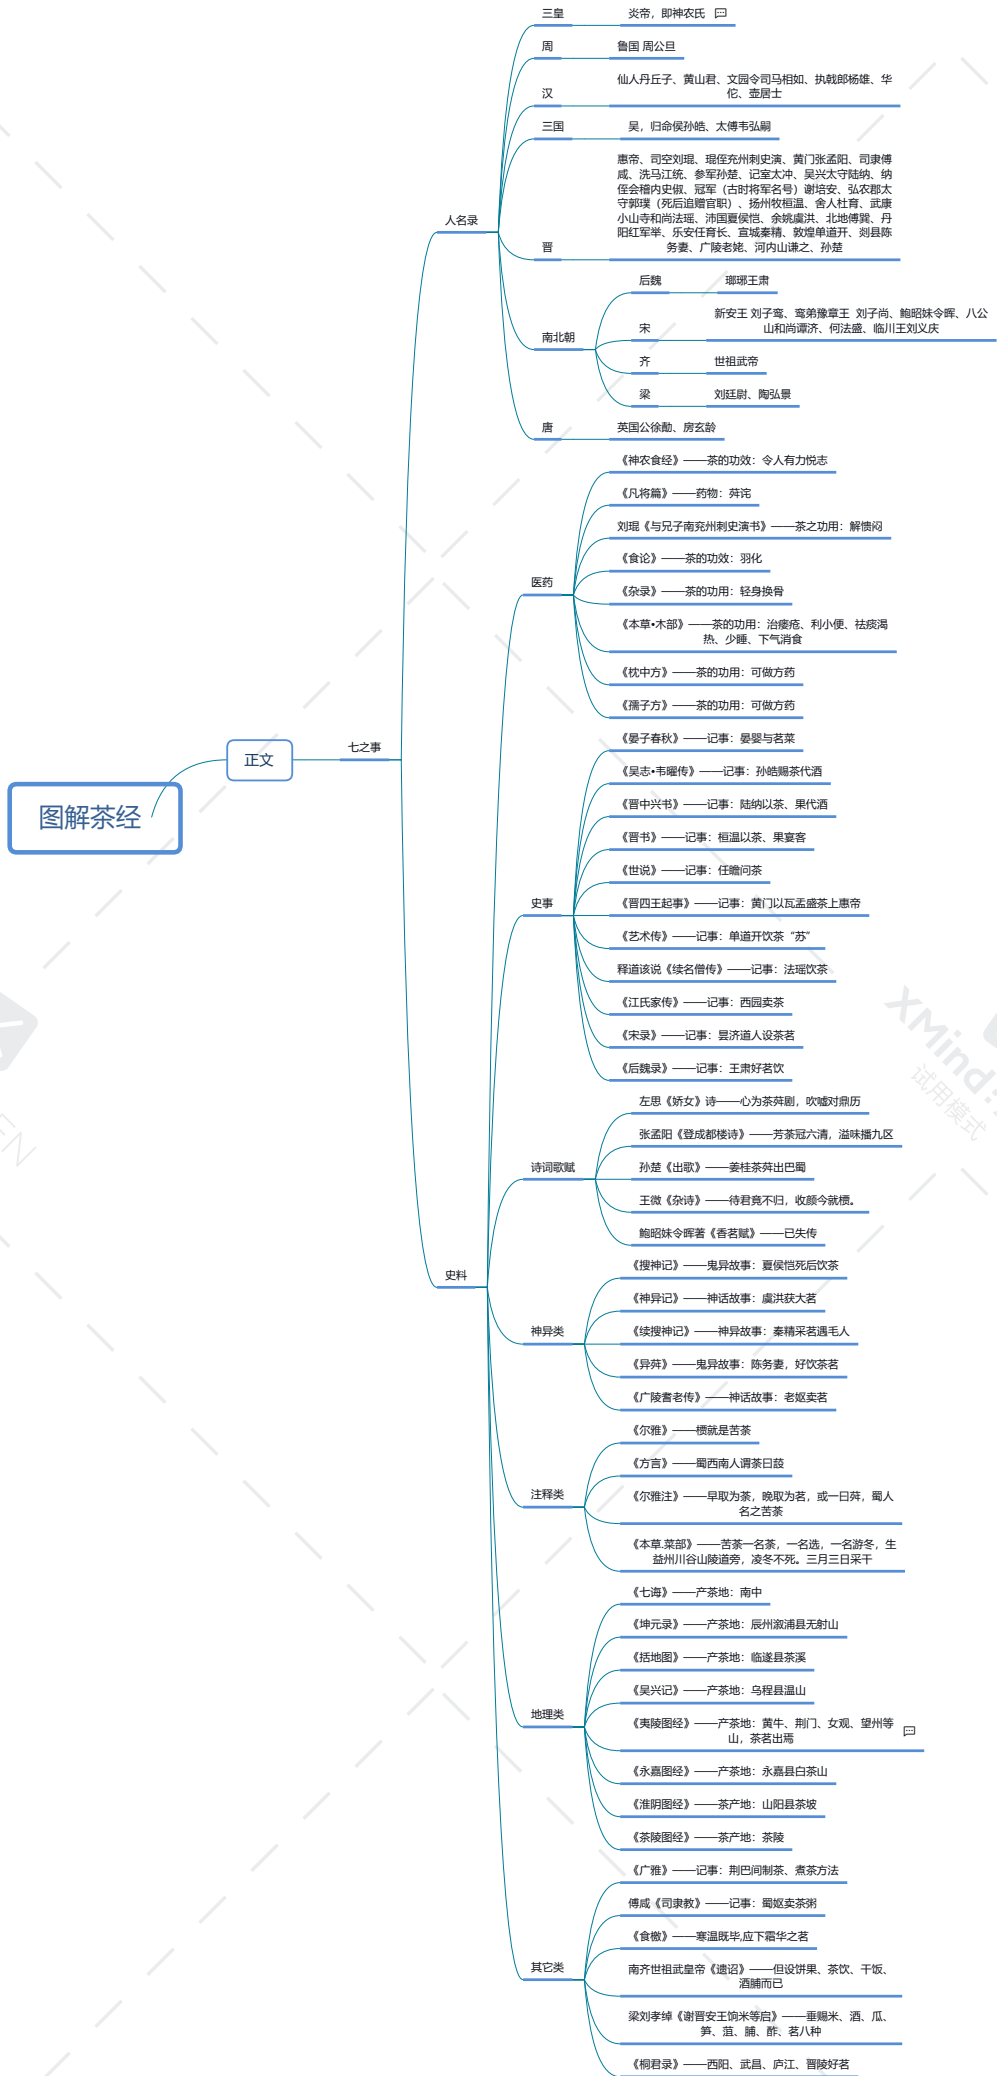 图解茶经
正文
七之事
人名录
三皇
炎帝，即神农氏
周
鲁国 周公旦
汉
仙人丹丘子、黄山君、文园令司马相如、执戟郎杨雄、华
佗、壶居士
三国
吴，归命侯孙皓、太傅韦弘嗣
晋
惠帝、司空刘琨、琨侄充州刺史演、黄门张孟阳、司隶傅
咸、洗马江统、参军孙楚、记室太冲、吴兴太守陆纳、纳
侄会稽内史俶、冠军（古时将军名号）谢培安、弘农郡太
守郭璞（死后追赠官职）、扬州牧桓温、舍人杜育、武康
小山寺和尚法瑶、沛国夏侯恺、余姚虞洪、北地傅巽、丹
阳红军举、乐安任育长、宣城秦精、敦煌单道开、剡县陈
务妻、广陵老姥、河内山谦之、孙楚
南北朝
后魏
瑯琊王肃
宋
新安王 刘子鸾、鸾弟豫章王 刘子尚、鲍昭妹令晖、八公
山和尚谭济、何法盛、临川王刘义庆
齐
世祖武帝
梁
刘廷尉、陶弘景
唐
英国公徐勣、房玄龄
史料
医药
《神农食经》——茶的功效：令人有力悦志
《凡将篇》——药物：荈诧
刘琨《与兄子南兖州刺史演书》——茶之功用：解愦闷
《食论》——茶的功效：羽化
《杂录》——茶的功用：轻身换骨
《本草•木部》——茶的功用：治瘘疮、利小便、祛痰渴
热、少睡、下气消食
《枕中方》——茶的功用：可做方药
《孺子方》——茶的功用：可做方药
史事
《晏子春秋》——记事：晏婴与茗菜
《吴志•韦曜传》——记事：孙皓赐茶代酒
《晋中兴书》——记事：陆纳以茶、果代酒
《晋书》——记事：桓温以茶、果宴客
《世说》——记事：任瞻问茶
《晋四王起事》——记事：黄门以瓦盂盛茶上惠帝
《艺术传》——记事：单道开饮茶“苏”
释道该说《续名僧传》——记事：法瑶饮茶
《江氏家传》——记事：西园卖茶
《宋录》——记事：昙济道人设茶茗
《后魏录》——记事：王肃好茗饮
诗词歌赋
左思《娇女》诗——心为茶荈剧，吹嘘对鼎历
张孟阳《登成都楼诗》——芳茶冠六清，溢味播九区
孙楚《出歌》——姜桂茶荈出巴蜀
王微《杂诗》——待君竟不归，收颜今就槚。
鲍昭妹令晖著《香茗赋》——已失传
神异类
《搜神记》——鬼异故事：夏侯恺死后饮茶
《神异记》——神话故事：虞洪获大茗
《续搜神记》——神异故事：秦精采茗遇毛人
《异荈》——鬼异故事：陈务妻，好饮茶茗
《广陵耆老传》——神话故事：老妪卖茗
注释类
《尔雅》——槚就是苦荼
《方言》——蜀西南人谓茶曰蔎
《尔雅注》——早取为荼，晚取为茗，或一曰荈，蜀人
名之苦荼
《本草.菜部》——苦茶一名荼，一名选，一名游冬，生
益州川谷山陵道旁，凌冬不死。三月三日采干
地理类
《七诲》——产茶地：南中
《坤元录》——产茶地：辰州溆浦县无射山
《括地图》——产茶地：临遂县茶溪
《吴兴记》——产茶地：乌程县温山
《夷陵图经》——产茶地：黄牛、荆门、女观、望州等
山，茶茗出焉
《永嘉图经》——产茶地：永嘉县白茶山
《淮阴图经》——茶产地：山阳县茶坡
《茶陵图经》——茶产地：茶陵
其它类
《广雅》——记事：荆巴间制茶、煮茶方法
傅咸《司隶教》——记事：蜀妪卖茶粥
《食檄》——寒温既毕,应下霜华之茗
南齐世祖武皇帝《遗诏》——但设饼果、茶饮、干饭、
酒脯而已
梁刘孝绰《谢晋安王饷米等启》——垂赐米、酒、瓜、
笋、菹、脯、酢、茗八种
《桐君录》——西阳、武昌、庐江、晋陵好茗
XMind:
试用模式
EN